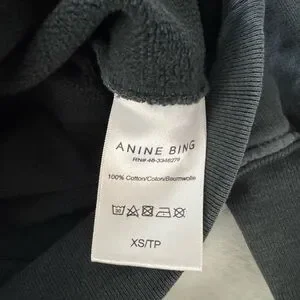 ANINE BING
RN#-48-3346279
100% Cotton/Coton/Baumwolle
XS/TP